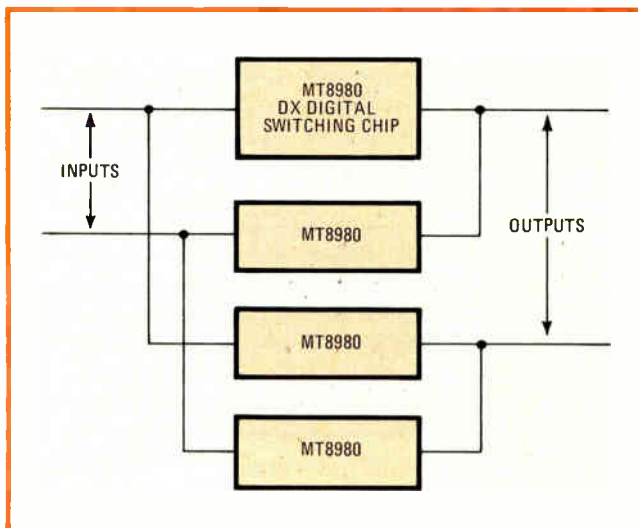 MT8980
DX DIGITAL
SWITCHING CHIP
INPUTS
MT8980
OUTPUTS
MT8980
MT8980